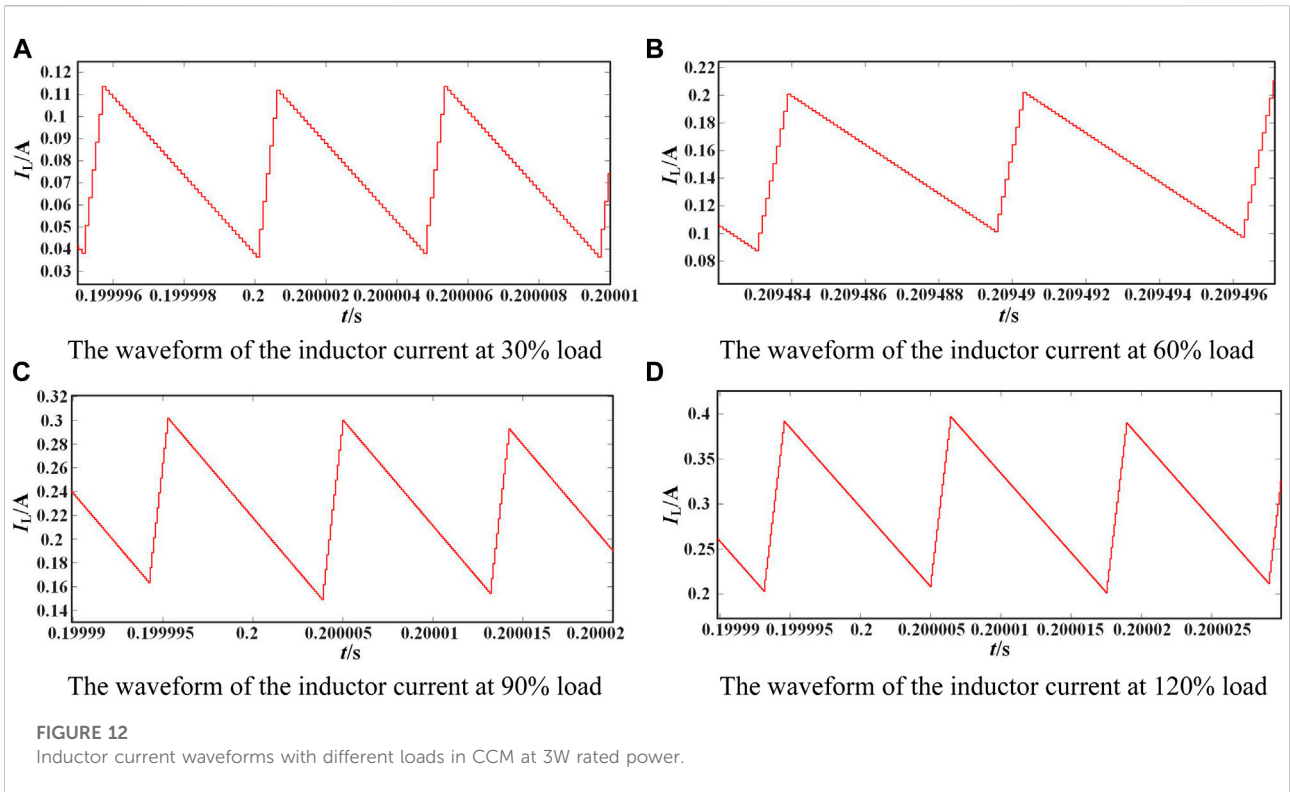 A
I_L/A
0.12
0.11
0.10
0.09
0.08
0.07
0.06
0.05
0.04
0.03
0.199996 0.199998 0.2 0.200002 0.200004 0.200006 0.200008 0.20001
t/s
The waveform of the inductor current at 30% load
B
I_L/A
0.22
0.2
0.18
0.16
0.14
0.12
0.1
0.08
0.209484 0.209486 0.209488 0.20949 0.209492 0.209494 0.209496
t/s
The waveform of the inductor current at 60% load
C
I_L/A
0.32
0.3
0.28
0.26
0.24
0.22
0.2
0.18
0.16
0.14
0.19999 0.199995 0.2 0.200005 0.20001 0.200015 0.20002
t/s
The waveform of the inductor current at 90% load
D
I_L/A
0.4
0.35
0.3
0.25
0.2
0.19999 0.199995 0.2 0.200005 0.20001 0.200015 0.20002 0.200025
t/s
The waveform of the inductor current at 120% load
FIGURE 12
Inductor current waveforms with different loads in CCM at 3W rated power.